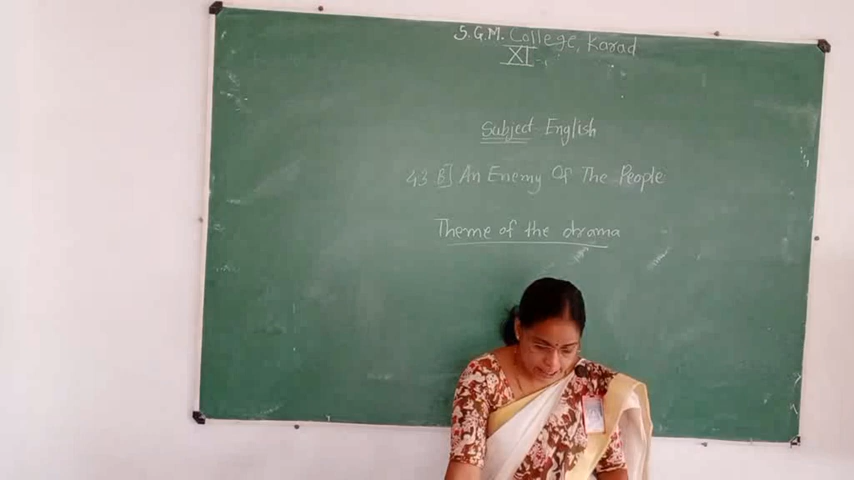 S.G.M. College, Karad
XI
Subject English
4.3 B] An Enemy Of The People
Theme of the drama